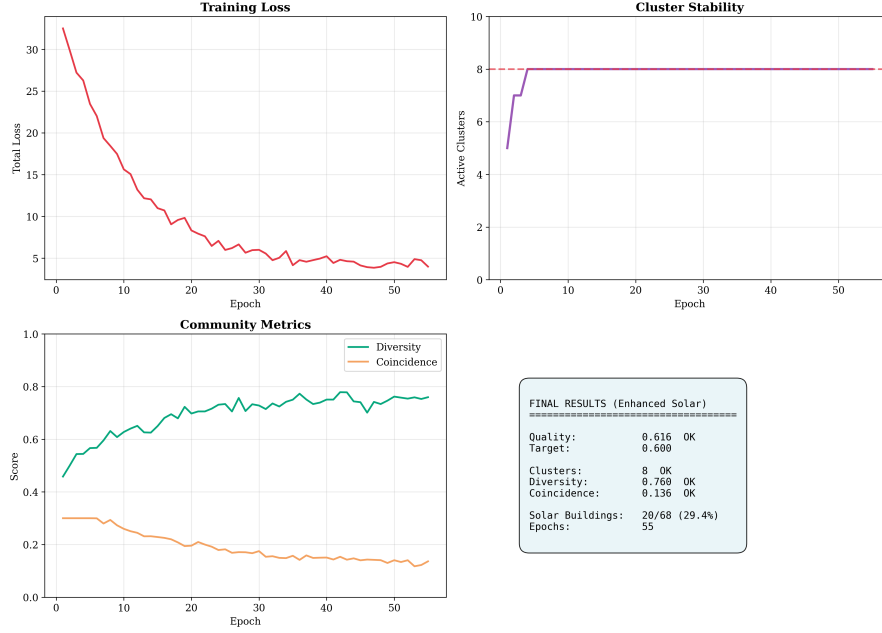 Training Loss
Total Loss
30
25
20
15
10
5
0 10 20 30 40 50
Epoch
Cluster Stability
Active Clusters
10
8
6
4
2
0
0 10 20 30 40 50
Epoch
Community Metrics
Score
1.0
0.8
0.6
0.4
0.2
0.0
Diversity
Coincidence
0 10 20 30 40 50
Epoch
FINAL RESULTS (Enhanced Solar)
===================================
Quality: 0.616 OK
Target: 0.600
Clusters: 8 OK
Diversity: 0.760 OK
Coincidence: 0.136 OK
Solar Buildings: 20/68 (29.4%)
Epochs: 55